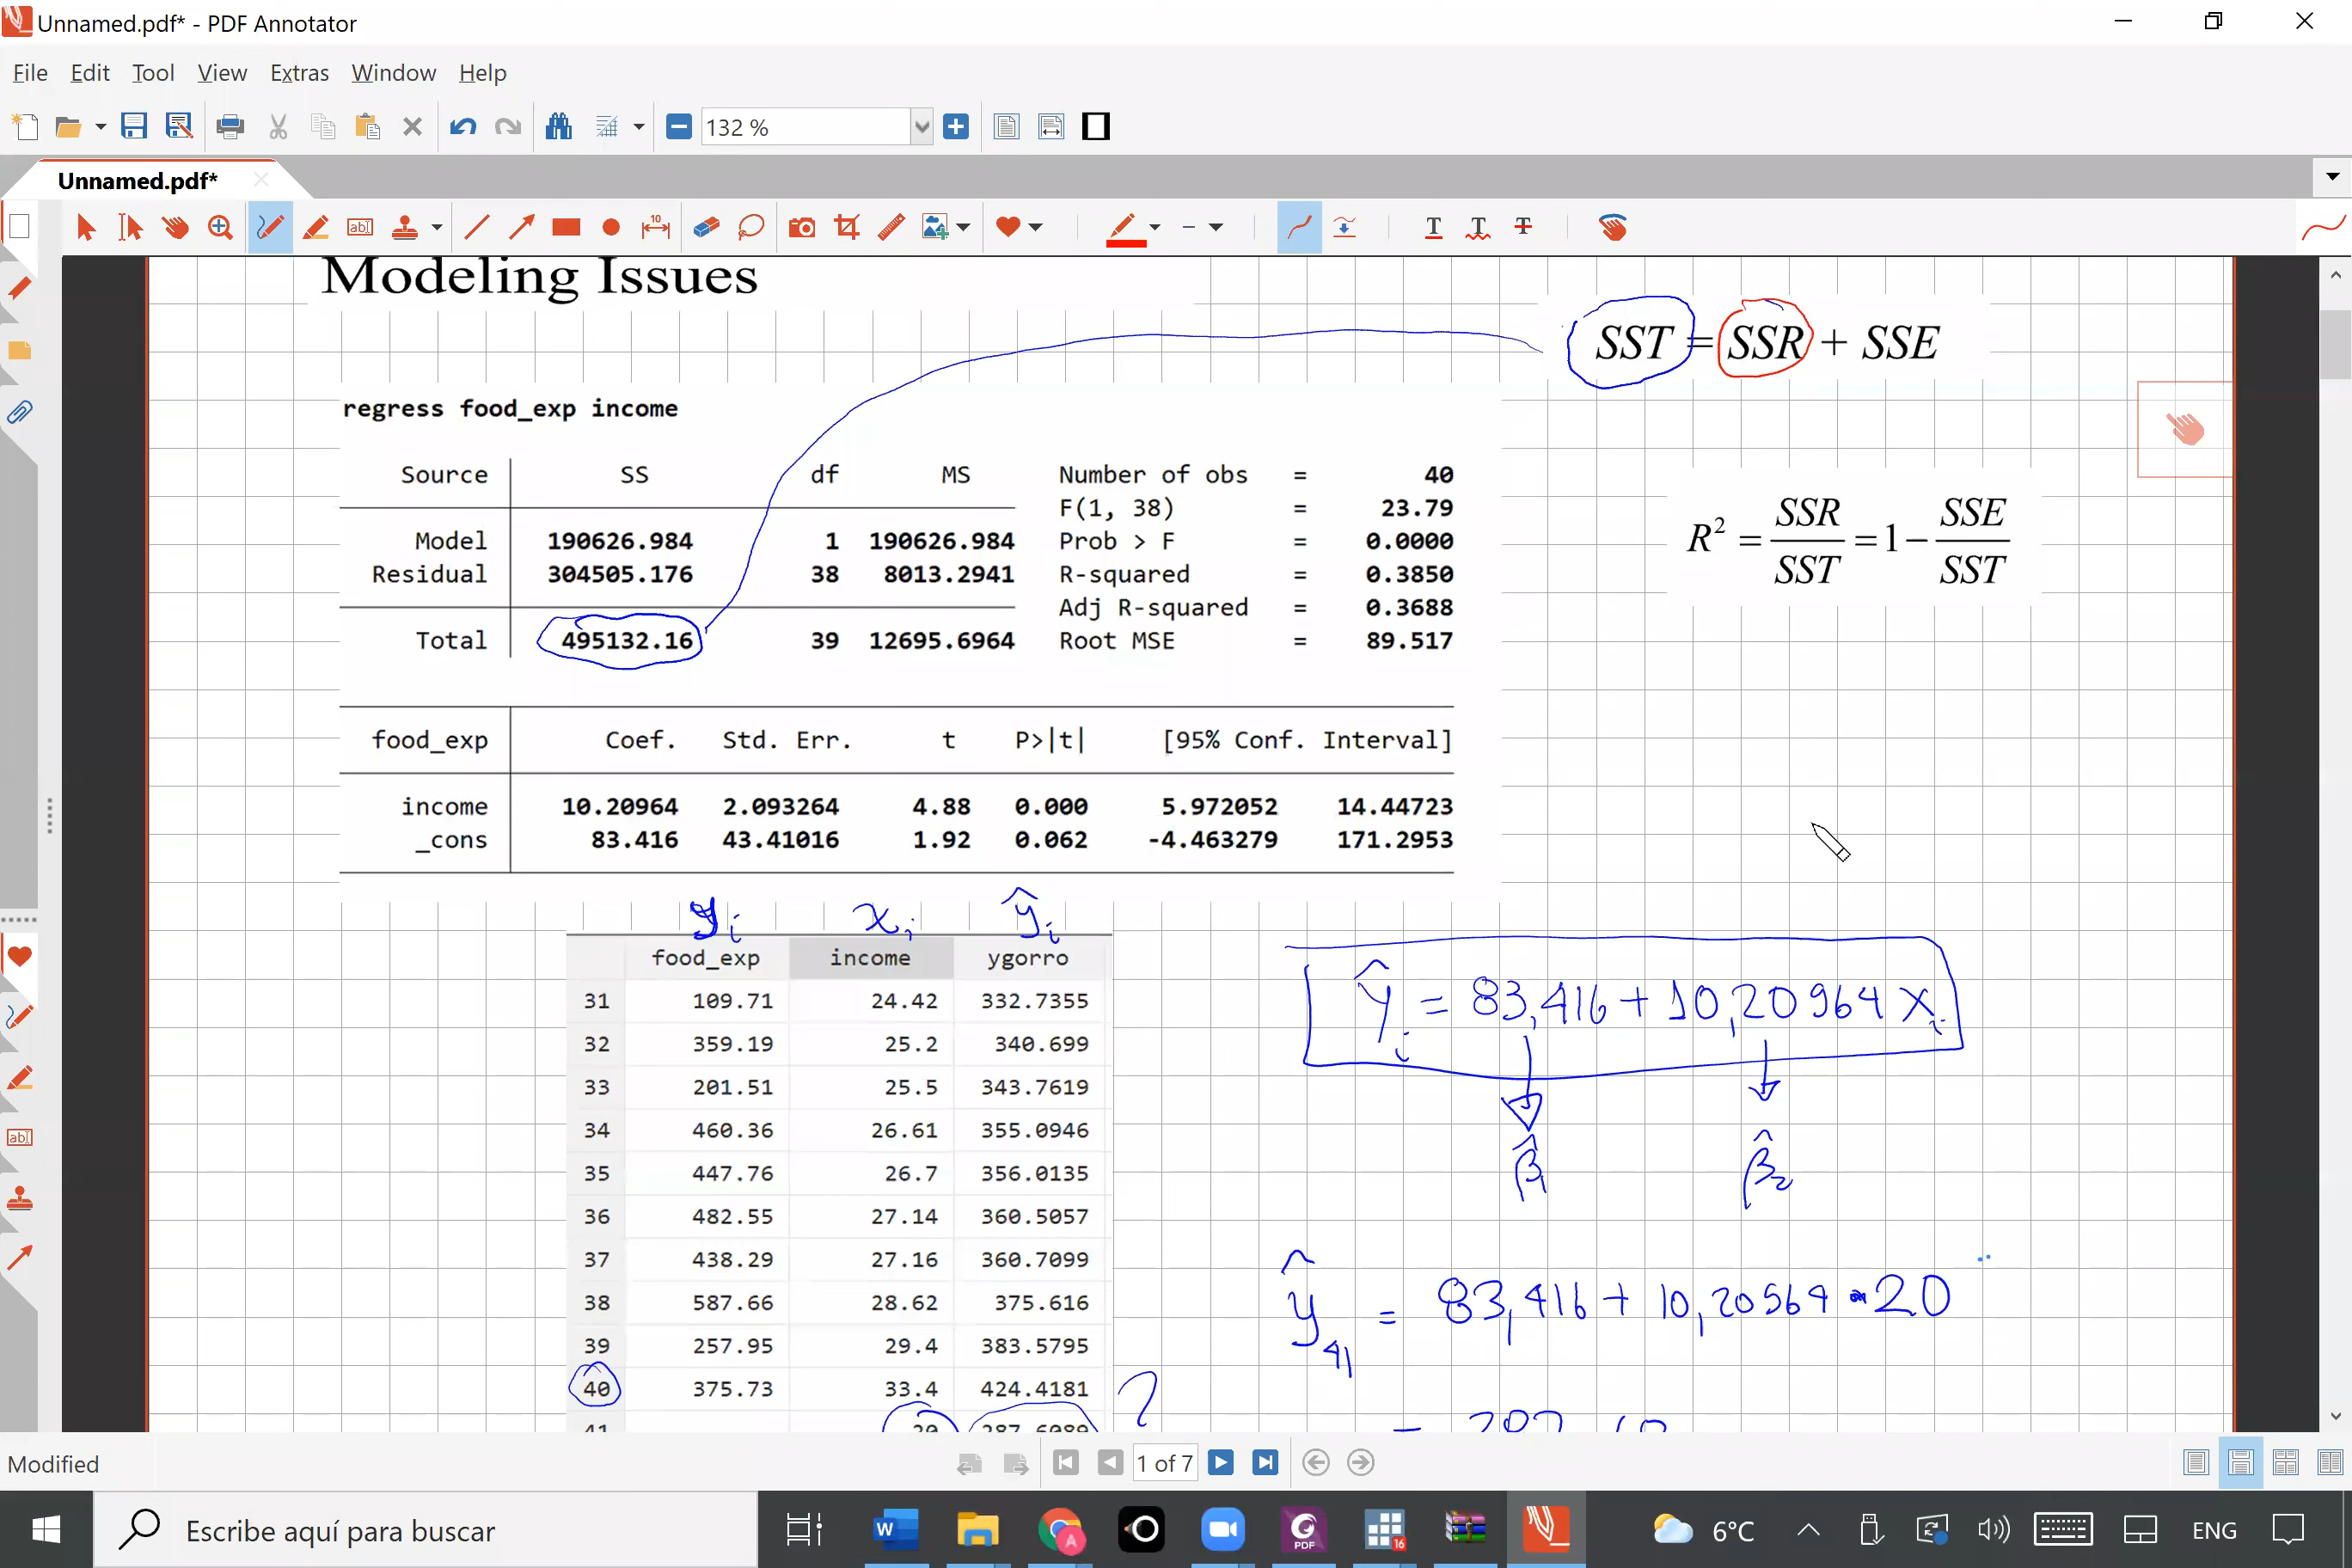 Unnamed.pdf* - PDF Annotator
File Edit Tool View Extras Window Help
132 %
Unnamed.pdf*
Modeling Issues
SST = SSR + SSE
regress food_exp income
Source SS df MS Number of obs = 40
F(1, 38) = 23.79
Model 190626.984 1 190626.984 Prob > F = 0.0000
Residual 304505.176 38 8013.2941 R-squared = 0.3850
Adj R-squared = 0.3688
Total 495132.16 39 12695.6964 Root MSE = 89.517
R² = SSR/SST = 1 − SSE/SST
food_exp Coef. Std. Err. t P>|t| [95% Conf. Interval]
income 10.20964 2.093264 4.88 0.000 5.972052 14.44723
_cons 83.416 43.41016 1.92 0.062 -4.463279 171.2953
yi xi ŷi
food_exp income ygorro
31 109.71 24.42 332.7355
32 359.19 25.2 340.699
33 201.51 25.5 343.7619
34 460.36 26.61 355.0946
35 447.76 26.7 356.0135
36 482.55 27.14 360.5057
37 438.29 27.16 360.7099
38 587.66 28.62 375.616
39 257.95 29.4 383.5795
40 375.73 33.4 424.4181
41 20 287.6089
?
Ŷi = 83,416 + 10,20964 Xi
β̂1 β̂2
ŷ41 = 83,416 + 10,20964 * 20
Modified
1 of 7
Escribe aquí para buscar
6°C
ENG